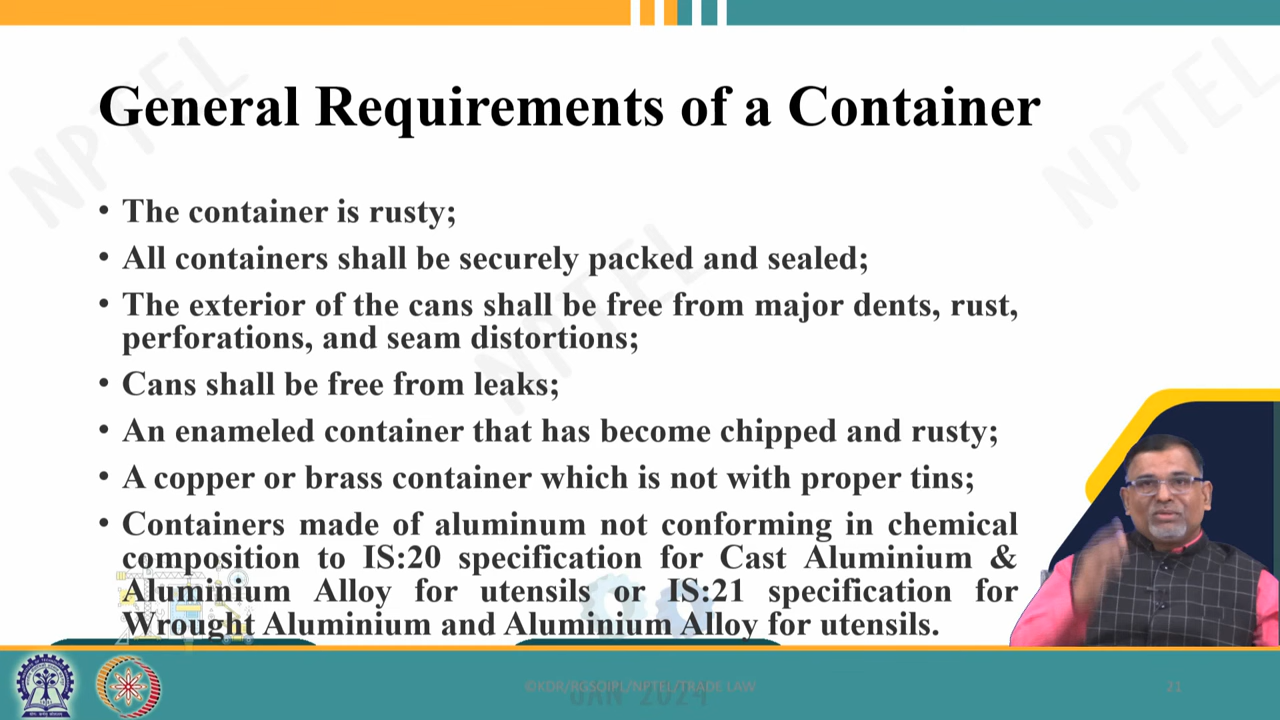 General Requirements of a Container
• The container is rusty;
• All containers shall be securely packed and sealed;
• The exterior of the cans shall be free from major dents, rust,
perforations, and seam distortions;
• Cans shall be free from leaks;
• An enameled container that has become chipped and rusty;
• A copper or brass container which is not with proper tins;
• Containers made of aluminum not conforming in chemical
composition to IS:20 specification for Cast Aluminium &
Aluminium Alloy for utensils or IS:21 specification for
Wrought Aluminium and Aluminium Alloy for utensils.
©KDR/RGSOIPL/NPTEL/TRADE LAW
21
JAN 2024
NPTEL
NPTEL
NPTEL